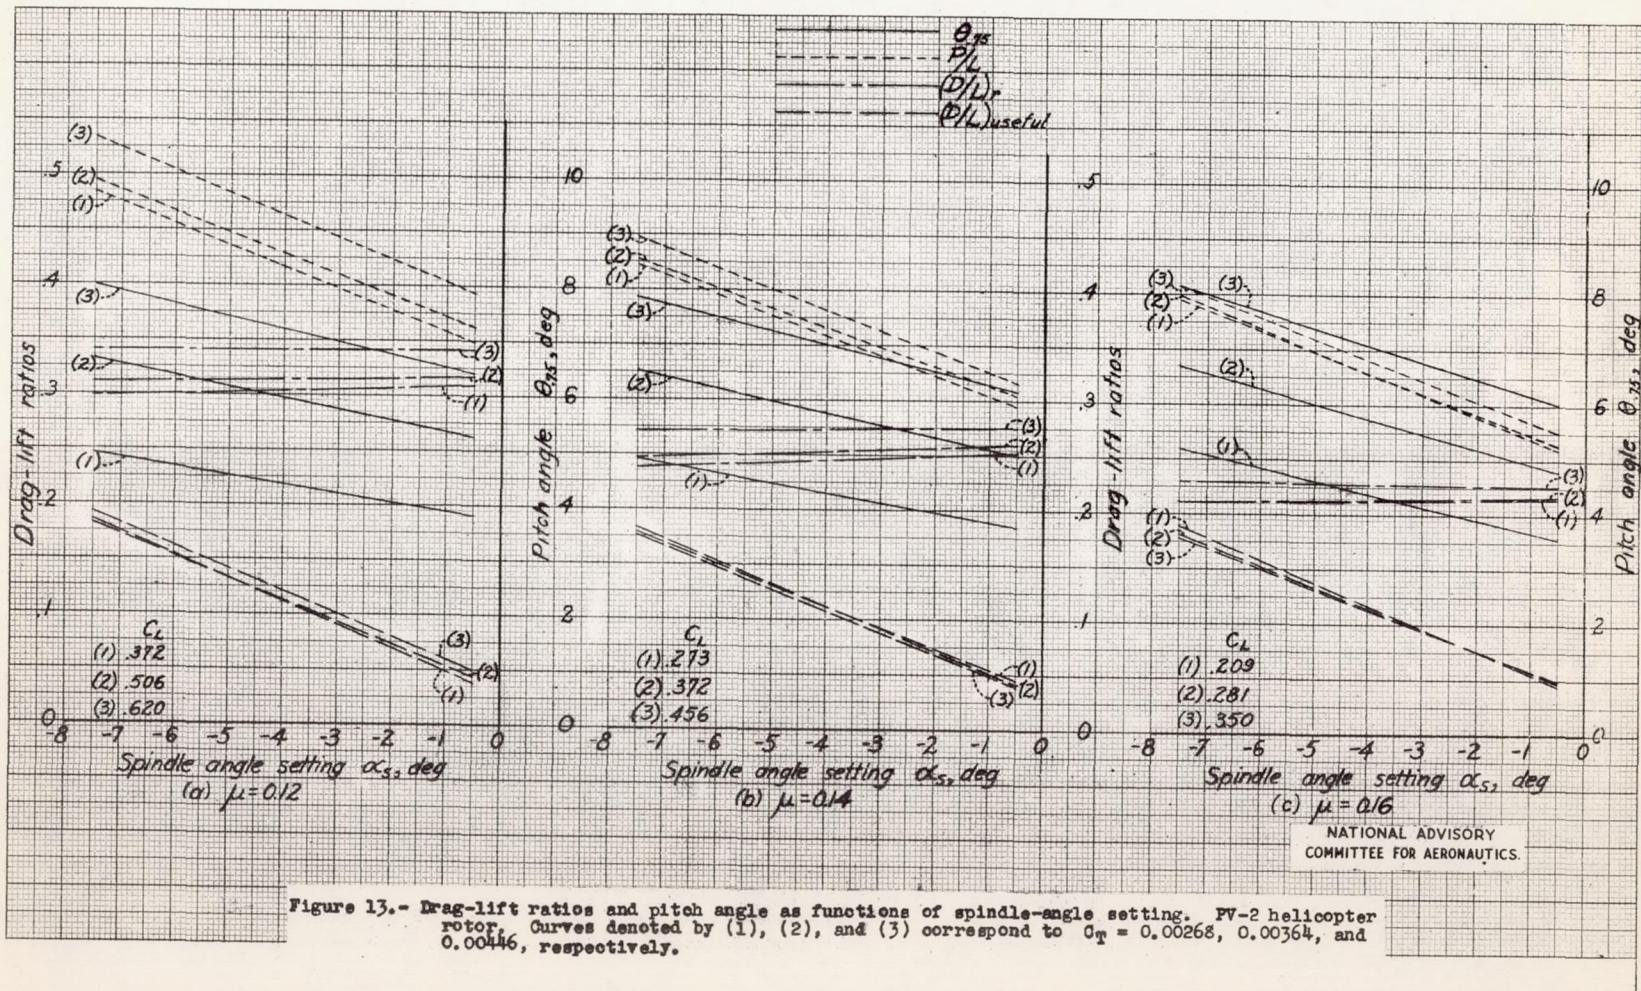 θ.75
P/L
(D/L)r
(D/L)useful
(3)
.5
(2)
(1)
.4
(3)
(3)
(2)
(2)
.3
(1)
(1)
.2
.1
(3)
(2)
(1)
0
Drag-lift ratios
CL
(1) .372
(2) .506
(3) .620
-8 -7 -6 -5 -4 -3 -2 -1 0
Spindle angle setting αs, deg
(a) μ=0.12
10
8
6
4
2
0
Pitch angle θ.75, deg
(3)
(2)
(1)
(3)
(2)
(3)
(2)
(1)
(1)
(1)
(2)
(3)
CL
(1) .273
(2) .372
(3) .456
-8 -7 -6 -5 -4 -3 -2 -1 0
Spindle angle setting αs, deg
(b) μ=0.14
.5
.4
.3
.2
.1
0
Drag-lift ratios
(3)
(3)
(2)
(1)
(2)
(1)
(3)
(2)
(1)
(1)
(2)
(3)
CL
(1) .209
(2) .281
(3) .350
-8 -7 -6 -5 -4 -3 -2 -1 0
Spindle angle setting αs, deg
(c) μ=0.16
10
8
6
4
2
0
Pitch angle θ.75, deg
NATIONAL ADVISORY
COMMITTEE FOR AERONAUTICS.
Figure 13.- Drag-lift ratios and pitch angle as functions of spindle-angle setting. PV-2 helicopter
rotor. Curves denoted by (1), (2), and (3) correspond to CT = 0.00268, 0.00364, and
0.00446, respectively.